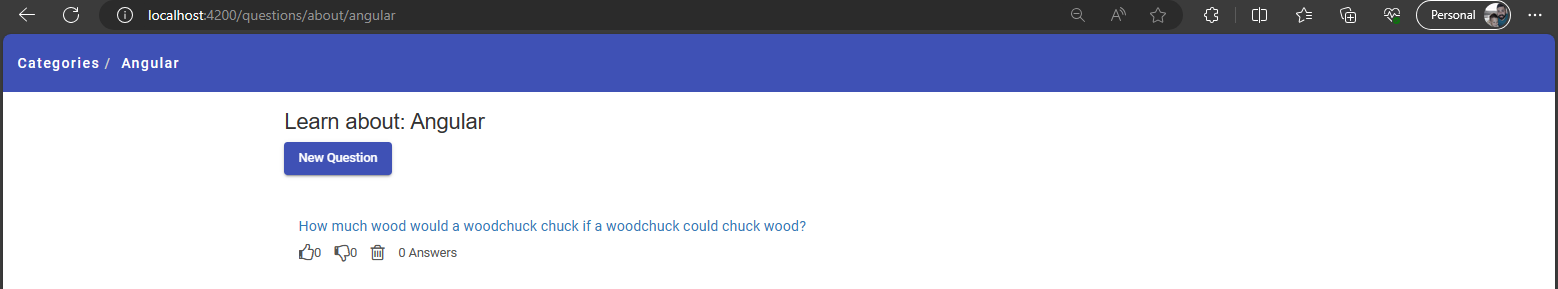 localhost:4200/questions/about/angular
Personal
Categories / Angular
Learn about: Angular
New Question
How much wood would a woodchuck chuck if a woodchuck could chuck wood?
0 0 0 Answers